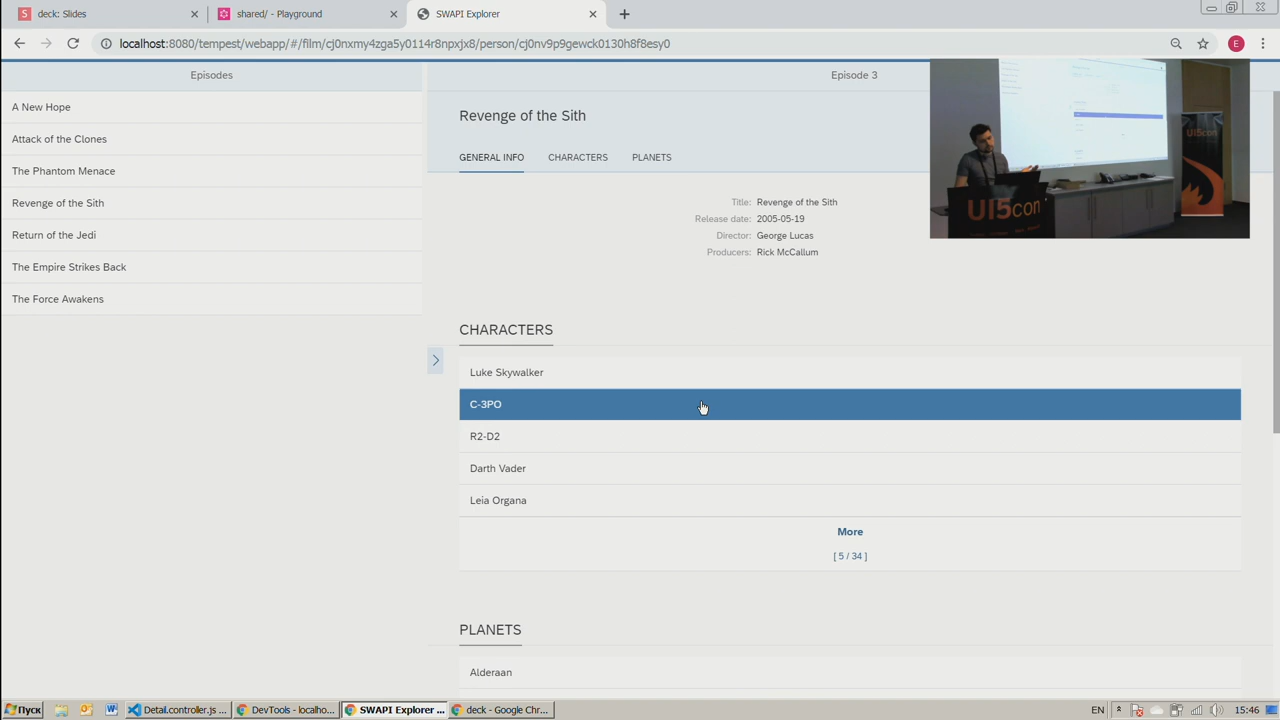 deck: Slides
shared/ - Playground
SWAPI Explorer
localhost:8080/tempest/webapp/#/film/cj0nxmy4zga5y0114r8npxjx8/person/cj0nv9p9gewck0130h8f8esy0
E
Episodes
A New Hope
Attack of the Clones
The Phantom Menace
Revenge of the Sith
Return of the Jedi
The Empire Strikes Back
The Force Awakens
Episode 3
Revenge of the Sith
GENERAL INFO CHARACTERS PLANETS
Title: Revenge of the Sith
Release date: 2005-05-19
Director: George Lucas
Producers: Rick McCallum
UI5con
UI5con
CHARACTERS
Luke Skywalker
C-3PO
R2-D2
Darth Vader
Leia Organa
More
[ 5 / 34 ]
PLANETS
Alderaan
Пуск
Detail.controller.js ...
DevTools - localho...
SWAPI Explorer ...
deck - Google Chr...
EN
15:46